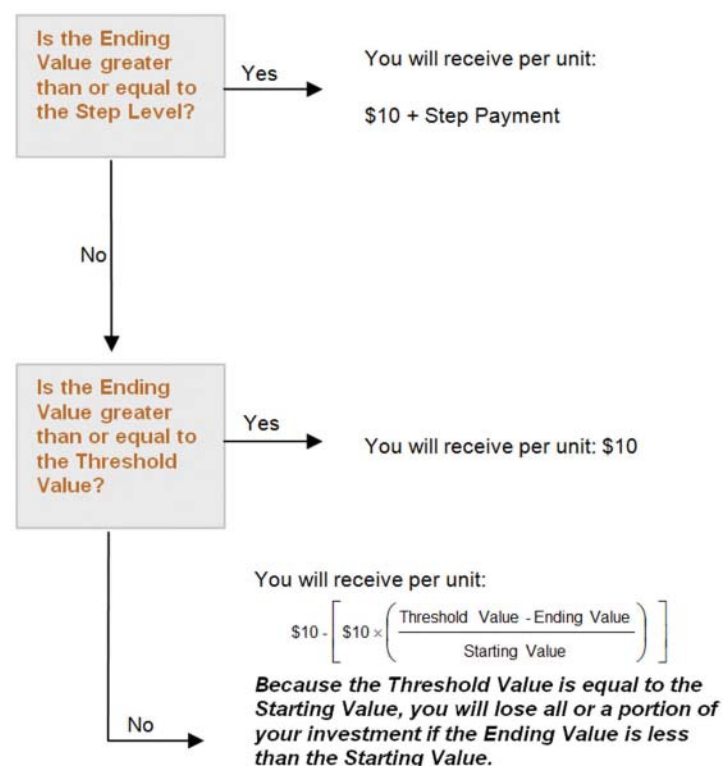 Is the Ending
Value greater
than or equal to
the Step Level?
Yes
You will receive per unit:
$10 + Step Payment
No
Is the Ending
Value greater
than or equal to
the Threshold
Value?
Yes
You will receive per unit: $10
No
You will receive per unit:
$10 - [ $10 × ( Threshold Value - Ending Value / Starting Value ) ]
Because the Threshold Value is equal to the
Starting Value, you will lose all or a portion of
your investment if the Ending Value is less
than the Starting Value.